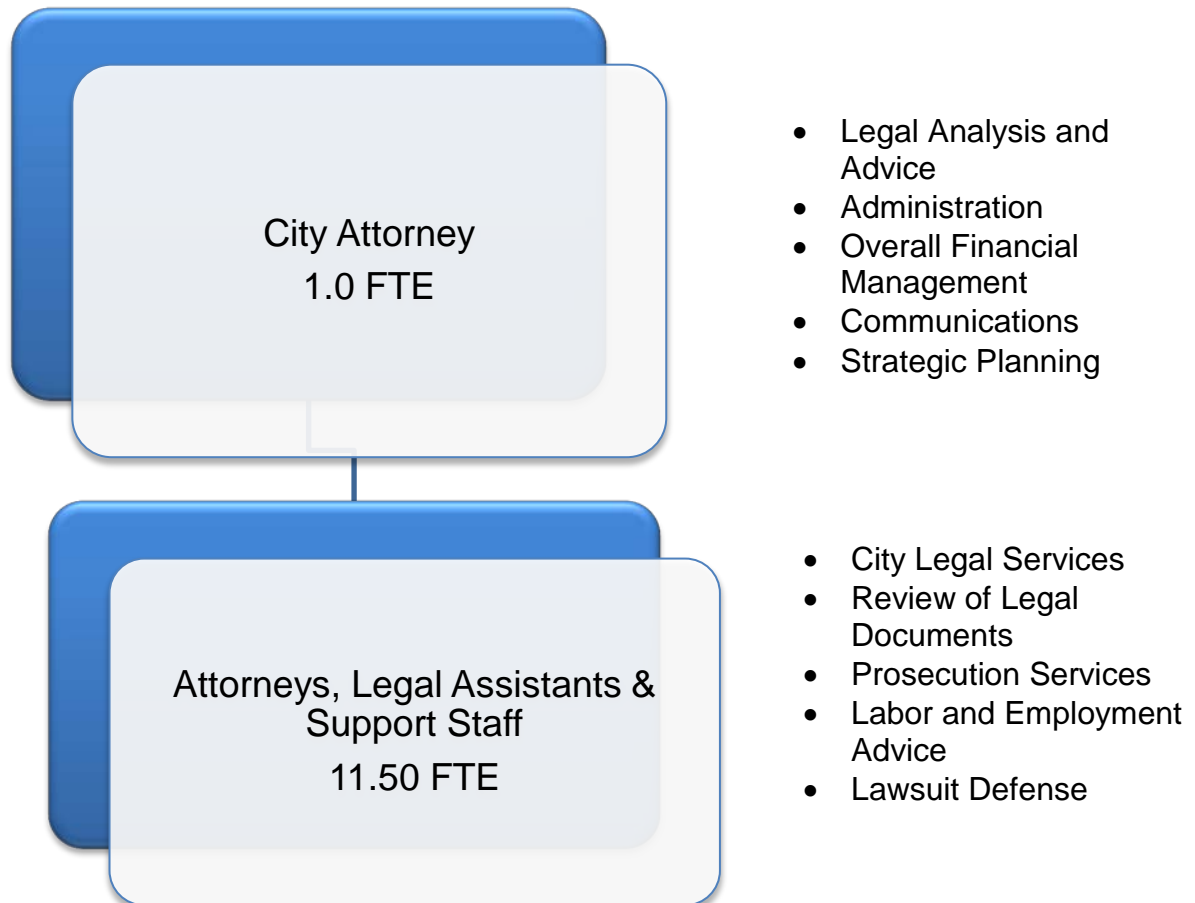 City Attorney
1.0 FTE
• Legal Analysis and
Advice
• Administration
• Overall Financial
Management
• Communications
• Strategic Planning
Attorneys, Legal Assistants &
Support Staff
11.50 FTE
• City Legal Services
• Review of Legal
Documents
• Prosecution Services
• Labor and Employment
Advice
• Lawsuit Defense